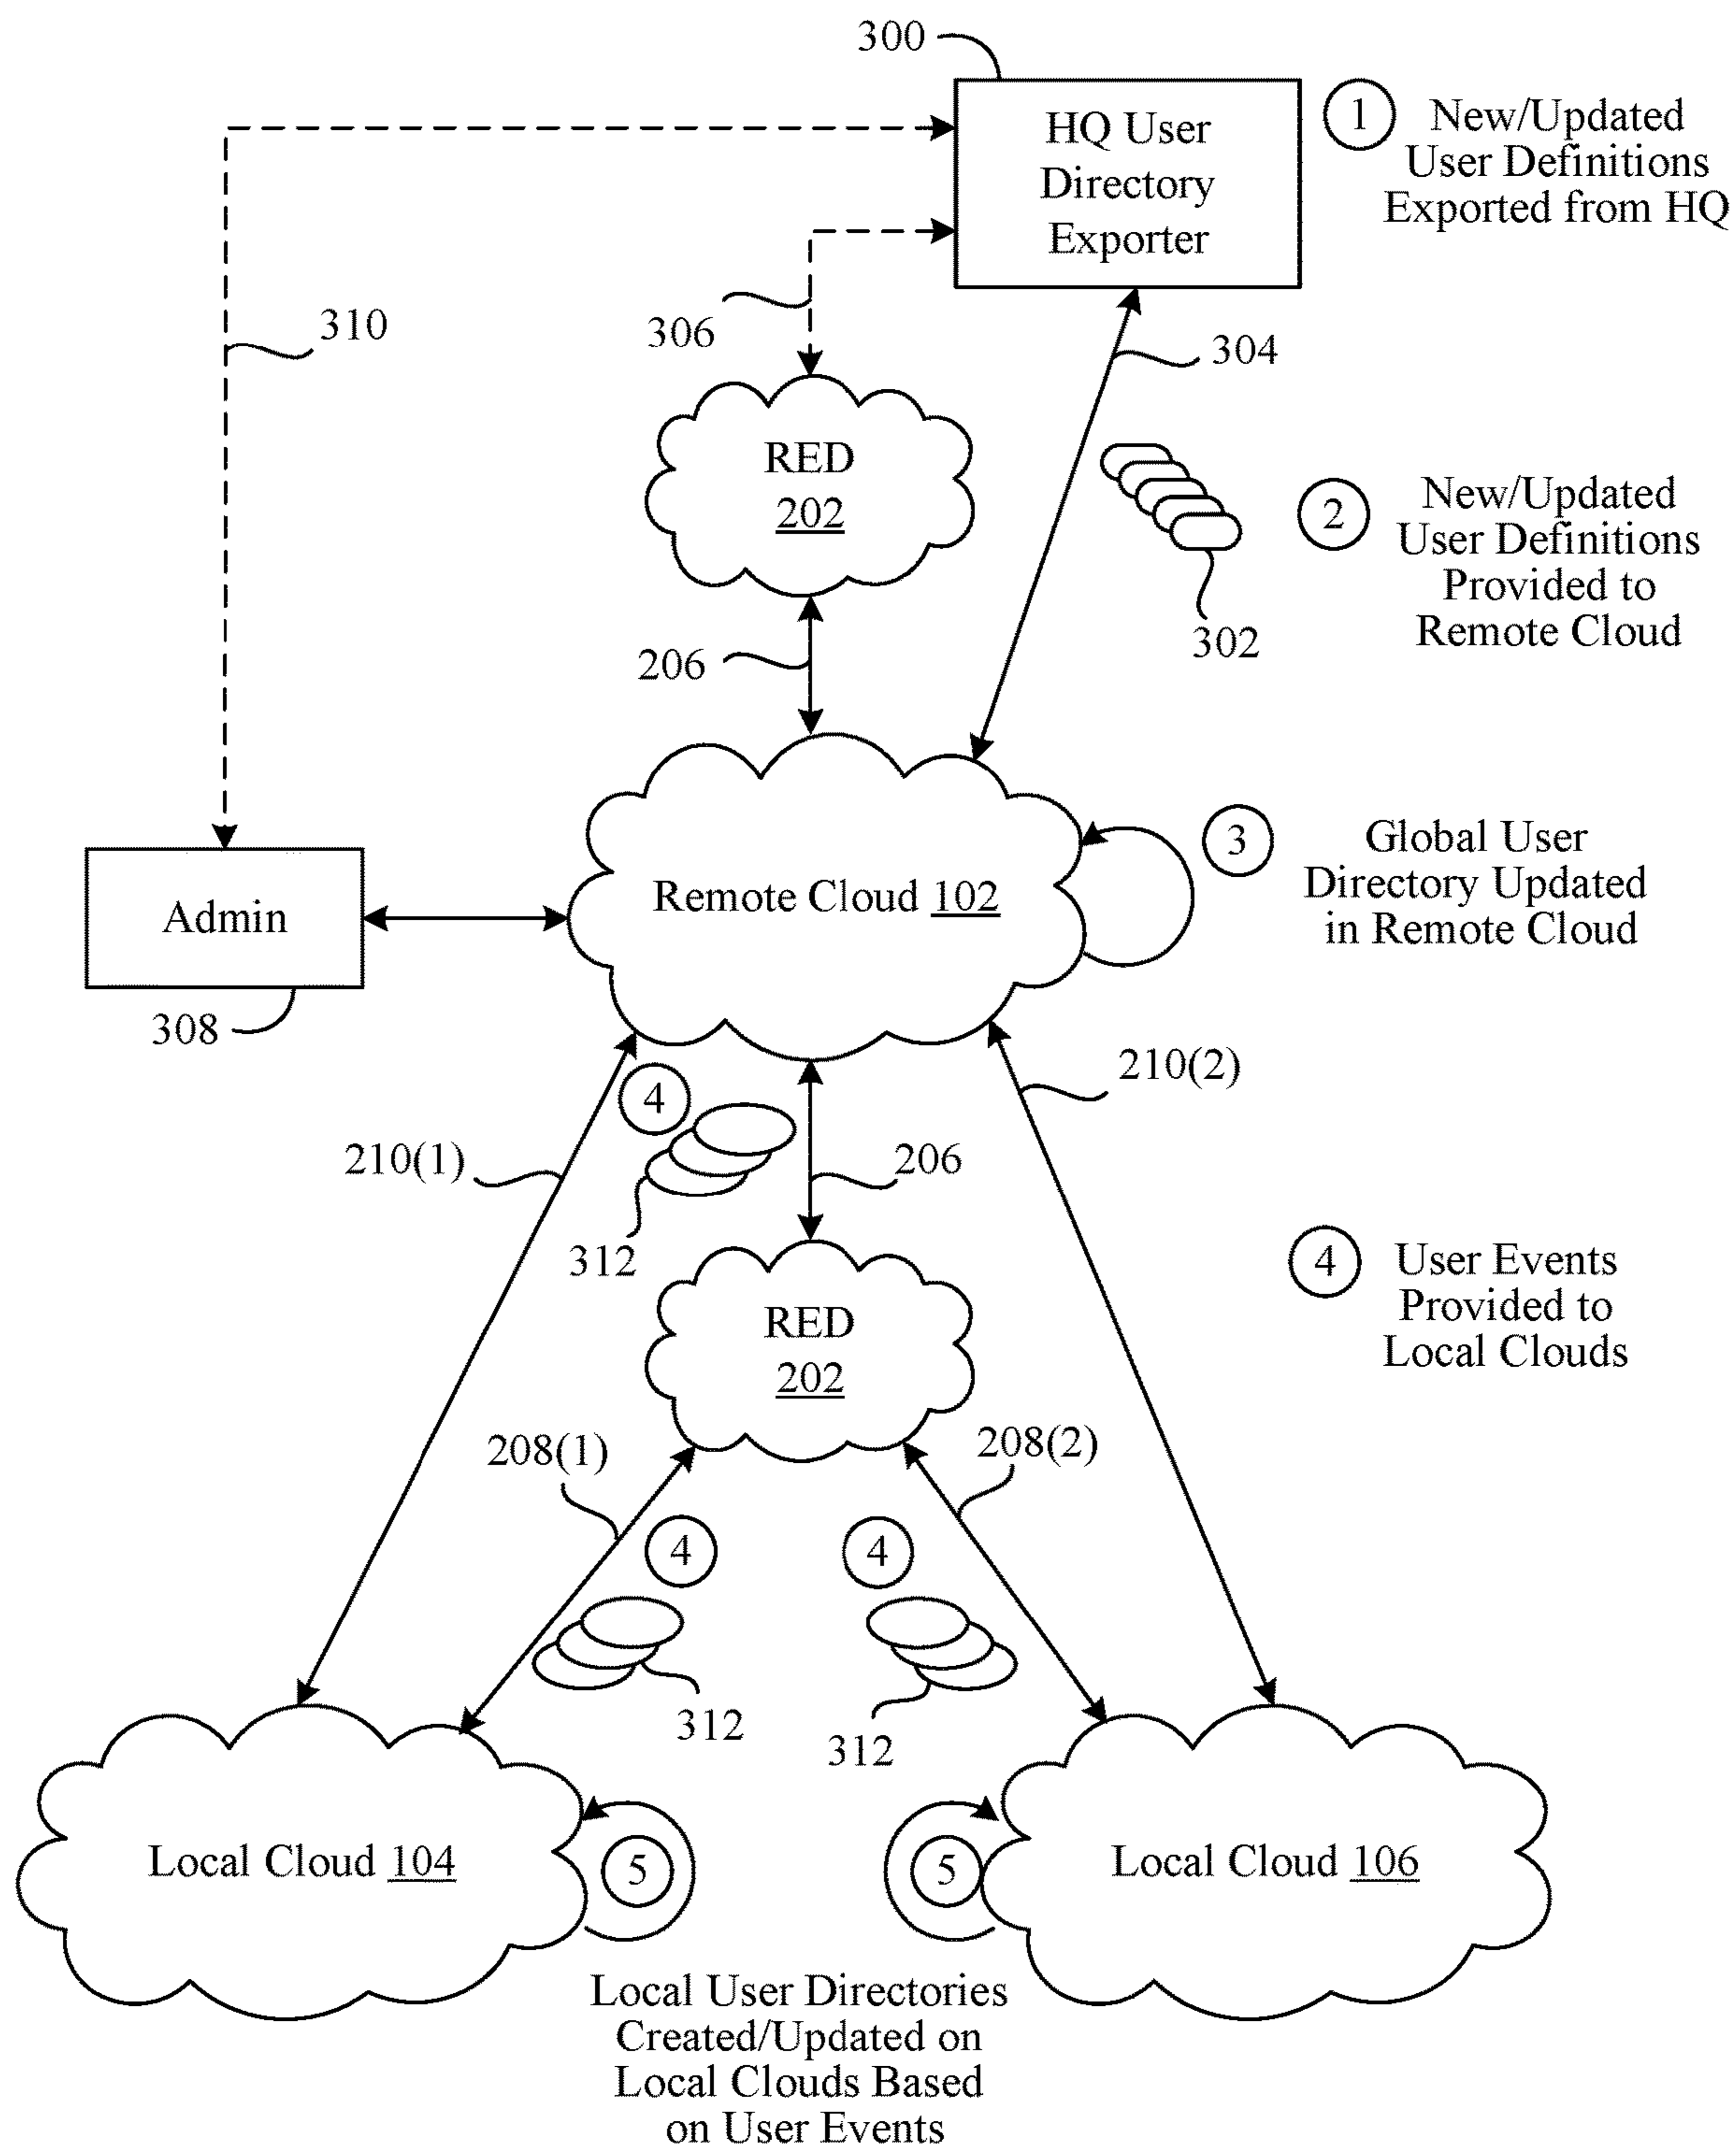 300
HQ User
Directory
Exporter
1
New/Updated
User Definitions
Exported from HQ
310
306
304
RED
202
2
New/Updated
User Definitions
Provided to
Remote Cloud
302
206
3
Global User
Directory Updated
in Remote Cloud
Remote Cloud 102
Admin
308
4
210(2)
210(1)
206
312
4
User Events
Provided to
Local Clouds
RED
202
208(1)
208(2)
4
4
312
312
Local Cloud 104
5
5
Local Cloud 106
Local User Directories
Created/Updated on
Local Clouds Based
on User Events